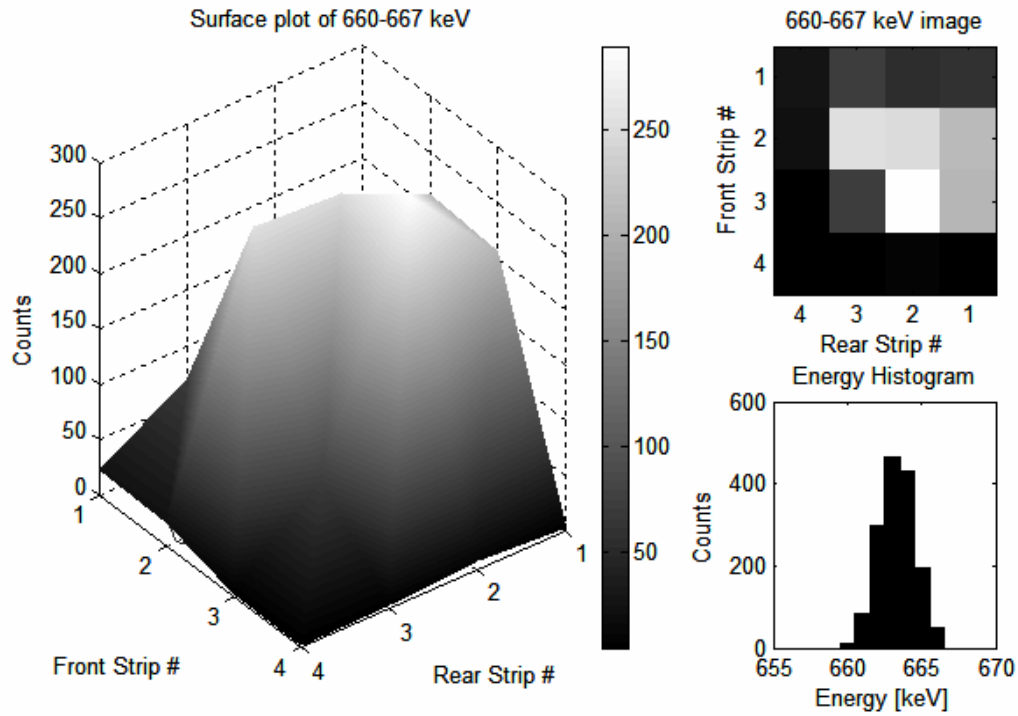 Surface plot of 660-667 keV
300
250
200
150
100
50
0
Counts
1
2
3
4
Front Strip #
4
3
2
1
Rear Strip #
250
200
150
100
50
660-667 keV image
1
2
3
4
Front Strip #
4 3 2 1
Rear Strip #
Energy Histogram
600
400
200
0
Counts
655 660 665 670
Energy [keV]